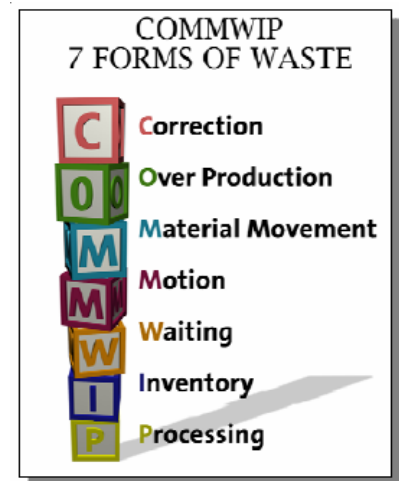 COMMWIP
7 FORMS OF WASTE
C Correction
O O Over Production
M Material Movement
M M Motion
W Waiting
I Inventory
P Processing